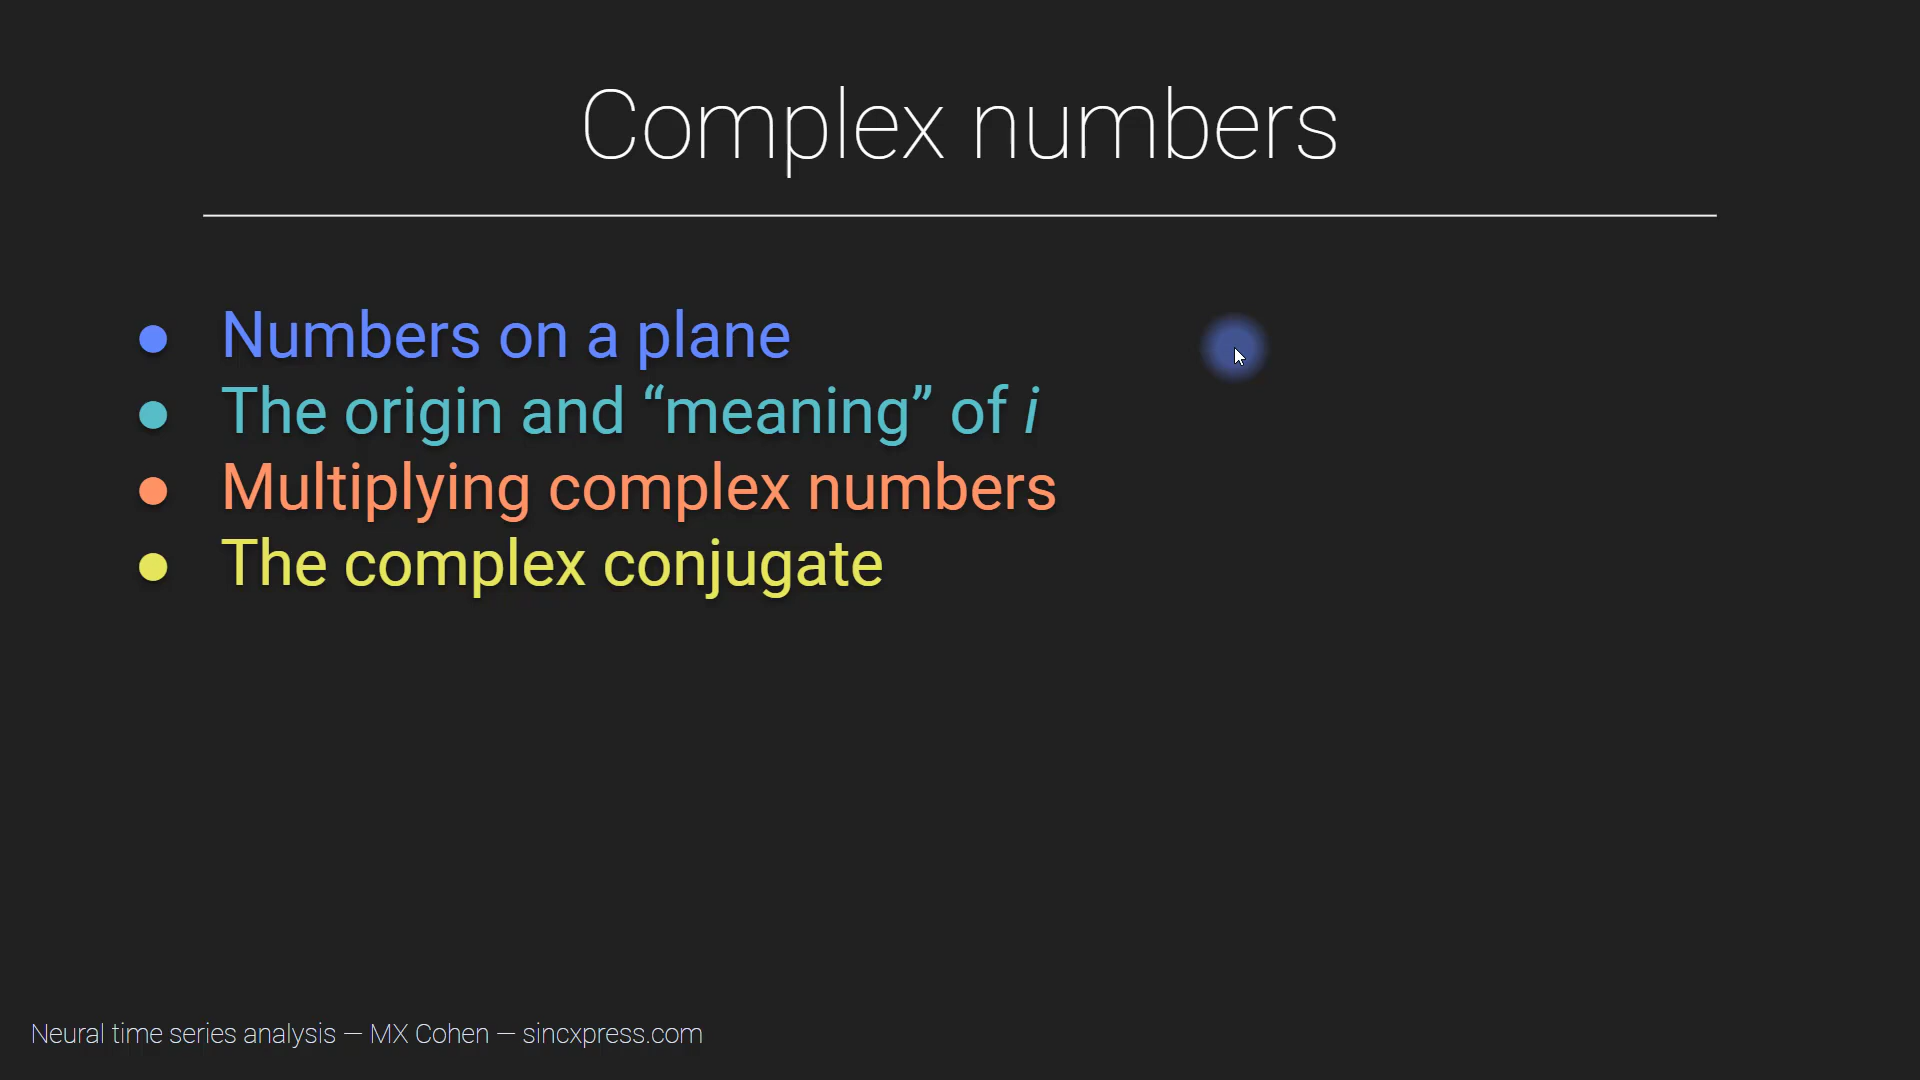 Complex numbers
● Numbers on a plane
● The origin and “meaning” of i
● Multiplying complex numbers
● The complex conjugate
Neural time series analysis — MX Cohen — sincxpress.com